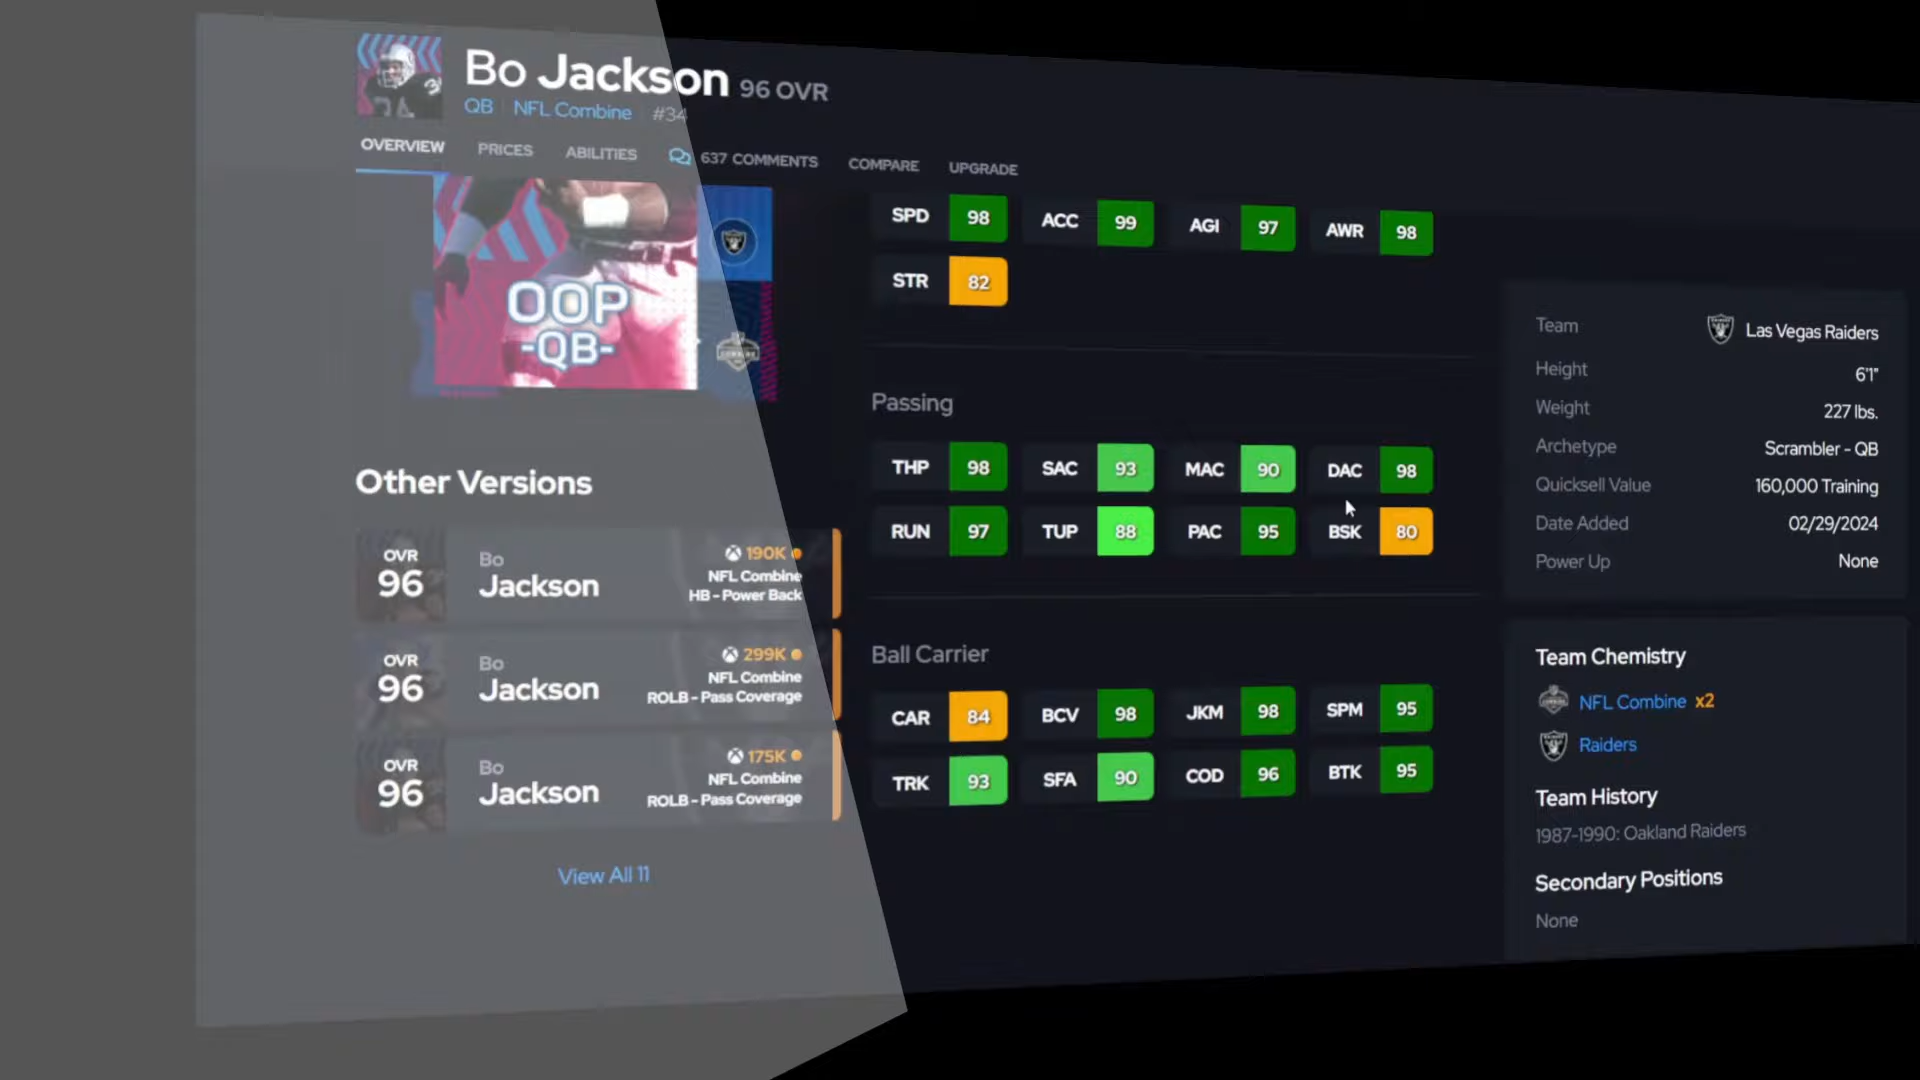 Bo Jackson 96 OVR
QB NFL Combine #34
OVERVIEW PRICES ABILITIES 637 COMMENTS COMPARE UPGRADE
OOP
-QB-
COMBINE
Other Versions
OVR
96
Bo
Jackson
190K
NFL Combine
HB - Power Back
OVR
96
Bo
Jackson
299K
NFL Combine
ROLB - Pass Coverage
OVR
96
Bo
Jackson
175K
NFL Combine
ROLB - Pass Coverage
View All 11
SPD 98 ACC 99 AGI 97 AWR 98
STR 82
Passing
THP 98 SAC 93 MAC 90 DAC 98
RUN 97 TUP 88 PAC 95 BSK 80
Ball Carrier
CAR 84 BCV 98 JKM 98 SPM 95
TRK 93 SFA 90 COD 96 BTK 95
Team Las Vegas Raiders
Height 6'1"
Weight 227 lbs.
Archetype Scrambler - QB
Quicksell Value 160,000 Training
Date Added 02/29/2024
Power Up None
Team Chemistry
NFL Combine x2
Raiders
Team History
1987-1990: Oakland Raiders
Secondary Positions
None